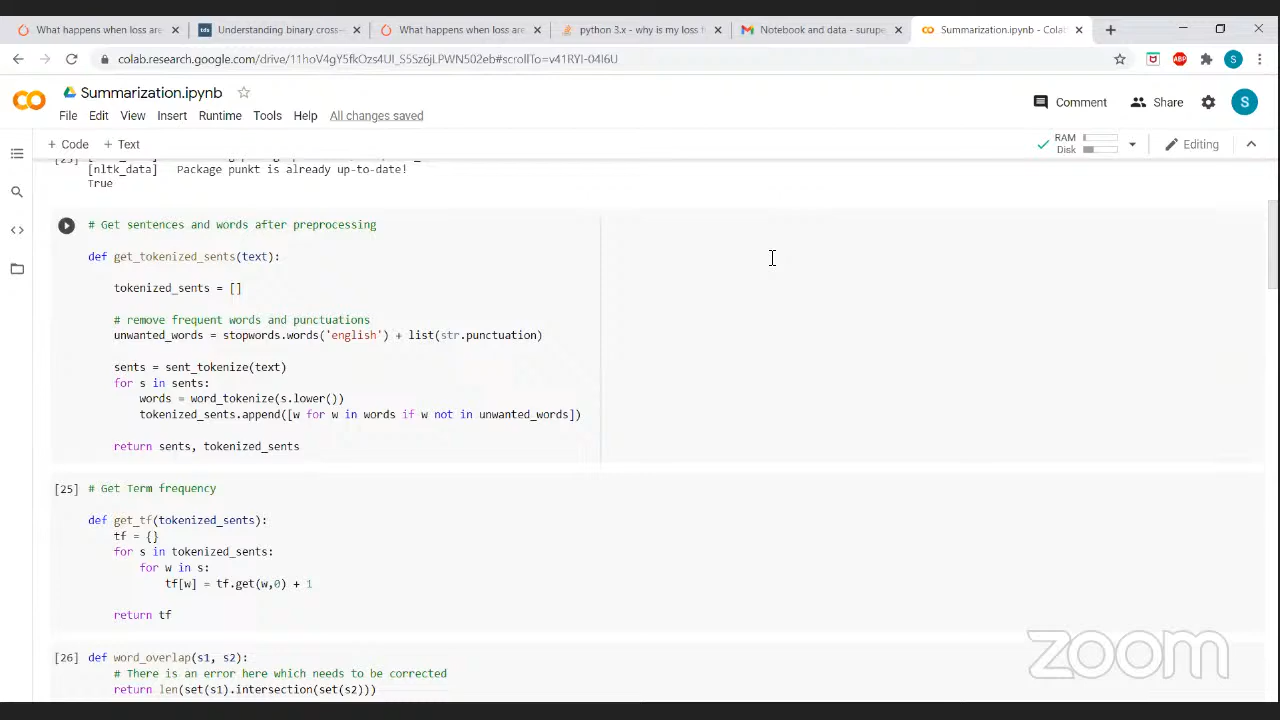 What happens when loss are
Understanding binary cross-
What happens when loss are
python 3.x - why is my loss f
Notebook and data - surupe
Summarization.ipynb - Colab
colab.research.google.com/drive/
Summarization.ipynb
Comment
Share
S
File Edit View Insert Runtime Tools Help All changes saved
+ Code + Text
RAM
Disk
Editing
[nltk_data] Package punkt is already up-to-date!
True
# Get sentences and words after preprocessing
def get_tokenized_sents(text):
tokenized_sents = []
# remove frequent words and punctuations
unwanted_words = stopwords.words('english') + list(str.punctuation)
sents = sent_tokenize(text)
for s in sents:
words = word_tokenize(s.lower())
tokenized_sents.append([w for w in words if w not in unwanted_words])
return sents, tokenized_sents
[25] # Get Term frequency
def get_tf(tokenized_sents):
tf = {}
for s in tokenized_sents:
for w in s:
tf[w] = tf.get(w,0) + 1
return tf
[26] def word_overlap(s1, s2):
# There is an error here which needs to be corrected
return len(set(s1).intersection(set(s2)))
zoom